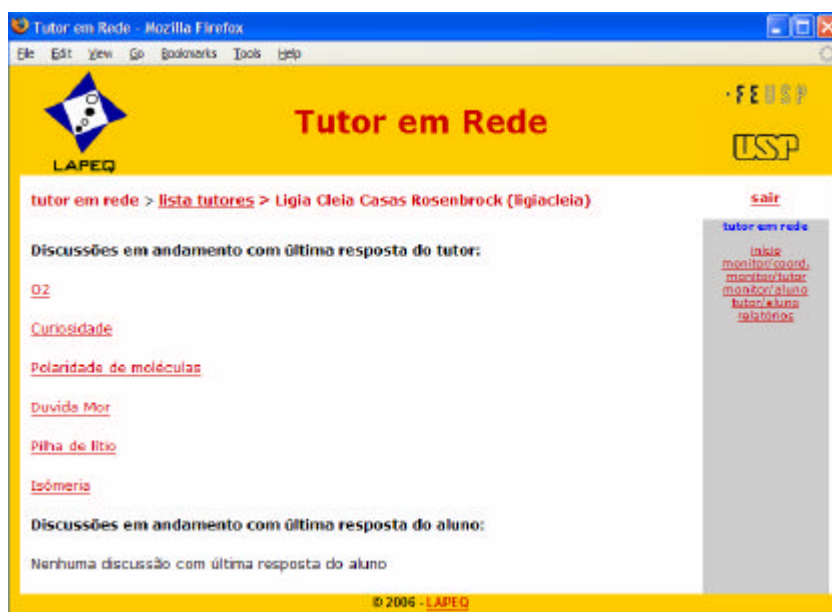 Tutor em Rede - Mozilla Firefox
File Edit View Go Bookmarks Tools Help
LAPEQ
Tutor em Rede
FEUSP
USP
tutor em rede > lista tutores > Ligia Cleia Casas Rosenbrock (ligiacleia)
sair
Discussões em andamento com última resposta do tutor:
O2
Curiosidade
Polaridade de moléculas
Duvida Mor
Pilha de lítio
Isômeria
Discussões em andamento com última resposta do aluno:
Nenhuma discussão com última resposta do aluno
tutor em rede
início
monitor/coord.
monitor/tutor
monitor/aluno
tutor/aluno
relatórios
© 2006 - LAPEQ